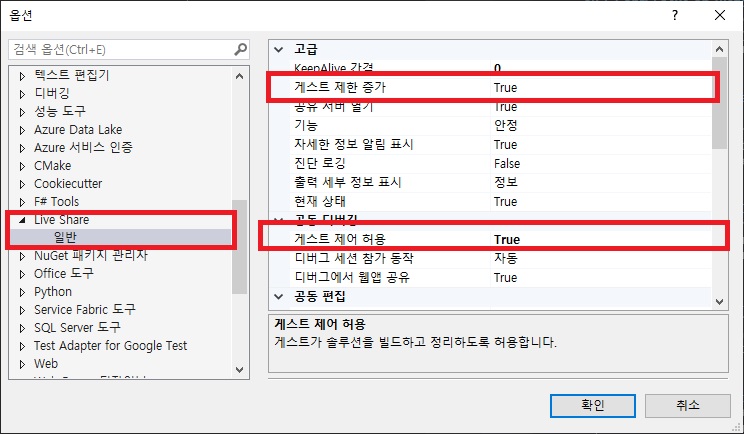 옵션
검색 옵션(Ctrl+E)
텍스트 편집기
디버깅
성능 도구
Azure Data Lake
Azure 서비스 인증
CMake
Cookiecutter
F# Tools
Live Share
일반
NuGet 패키지 관리자
Office 도구
Python
Service Fabric 도구
SQL Server 도구
Test Adapter for Google Test
Web
고급
KeepAlive 간격 0
게스트 제한 증가 True
공유 서버 열기 True
기능 안정
자세한 정보 알림 표시 True
진단 로깅 False
출력 세부 정보 표시 정보
현재 상태 True
공동 디버깅
게스트 제어 허용 True
디버그 세션 참가 동작 자동
디버그에서 웹앱 공유 True
공동 편집
게스트 제어 허용
게스트가 솔루션을 빌드하고 정리하도록 허용합니다.
확인
취소